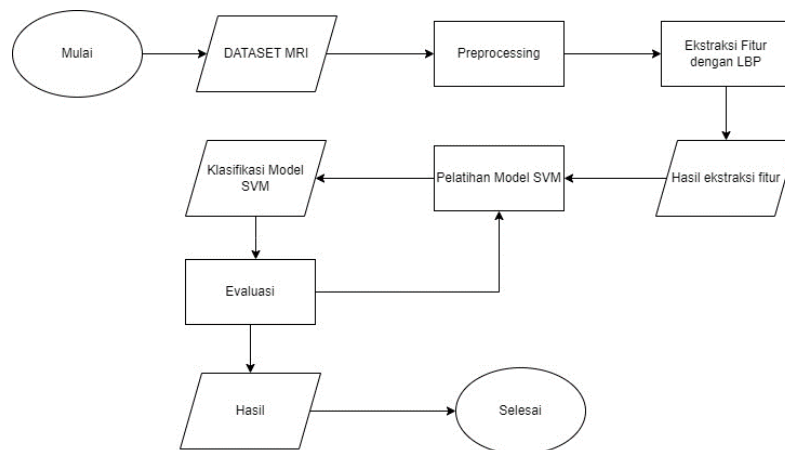 Mulai
DATASET MRI
Preprocessing
Ekstraksi Fitur
dengan LBP
Hasil ekstraksi fitur
Pelatihan Model SVM
Klasifikasi Model
SVM
Evaluasi
Hasil
Selesai